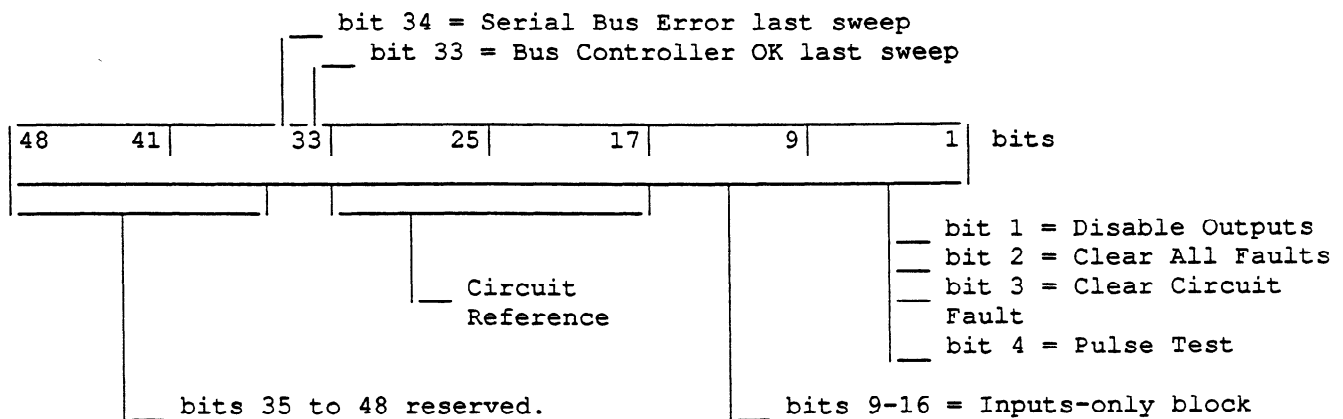 bit 34 = Serial Bus Error last sweep
bit 33 = Bus Controller OK last sweep
48 41 33 25 17 9 1 bits
bit 1 = Disable Outputs
bit 2 = Clear All Faults
bit 3 = Clear Circuit
Fault
bit 4 = Pulse Test
Circuit
Reference
bits 35 to 48 reserved.
bits 9-16 = Inputs-only block